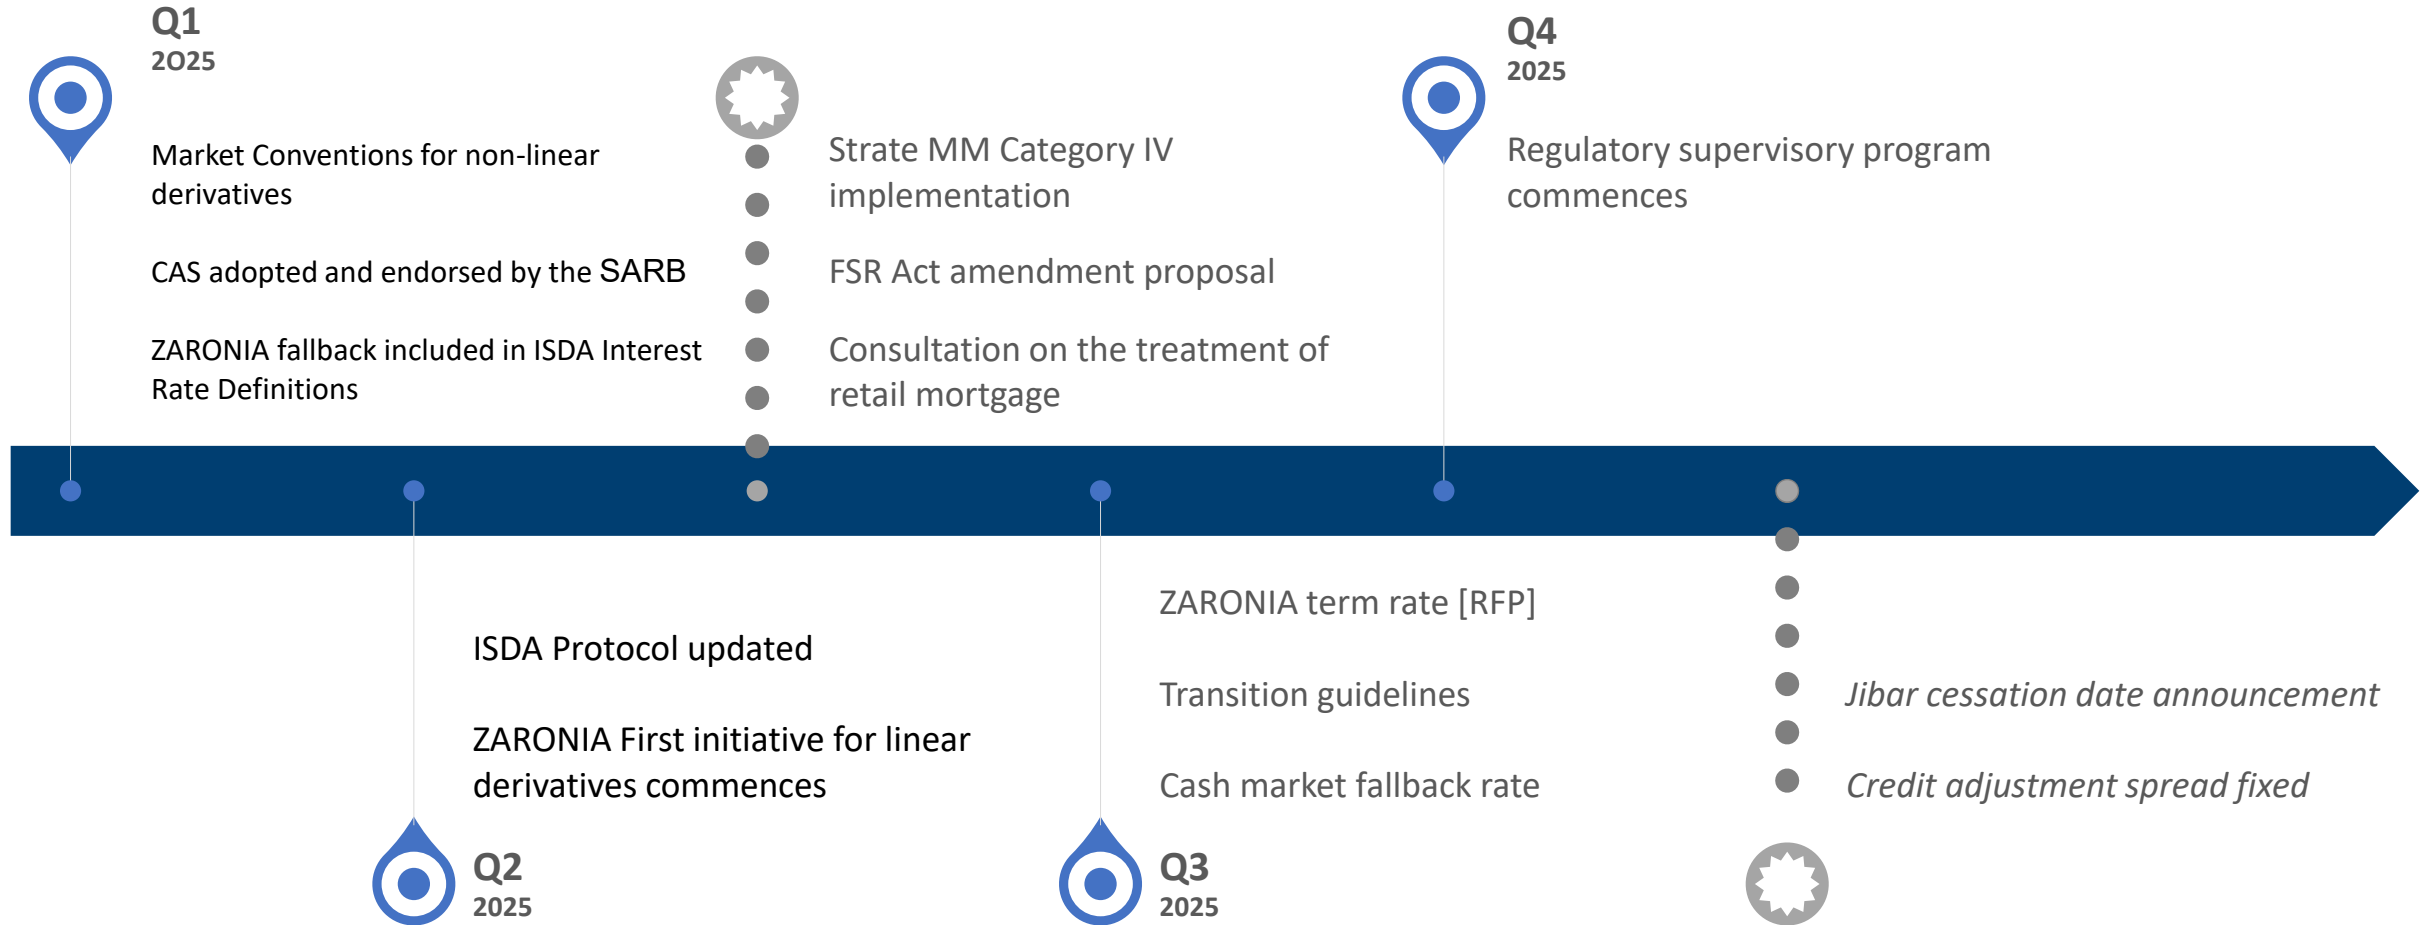 Q1
2O25
Market Conventions for non-linear
derivatives
CAS adopted and endorsed by the SARB
ZARONIA fallback included in ISDA Interest
Rate Definitions
Strate MM Category IV
implementation
FSR Act amendment proposal
Consultation on the treatment of
retail mortgage
Q4
2025
Regulatory supervisory program
commences
ISDA Protocol updated
ZARONIA First initiative for linear
derivatives commences
Q2
2025
ZARONIA term rate [RFP]
Transition guidelines
Cash market fallback rate
Q3
2025
Jibar cessation date announcement
Credit adjustment spread fixed